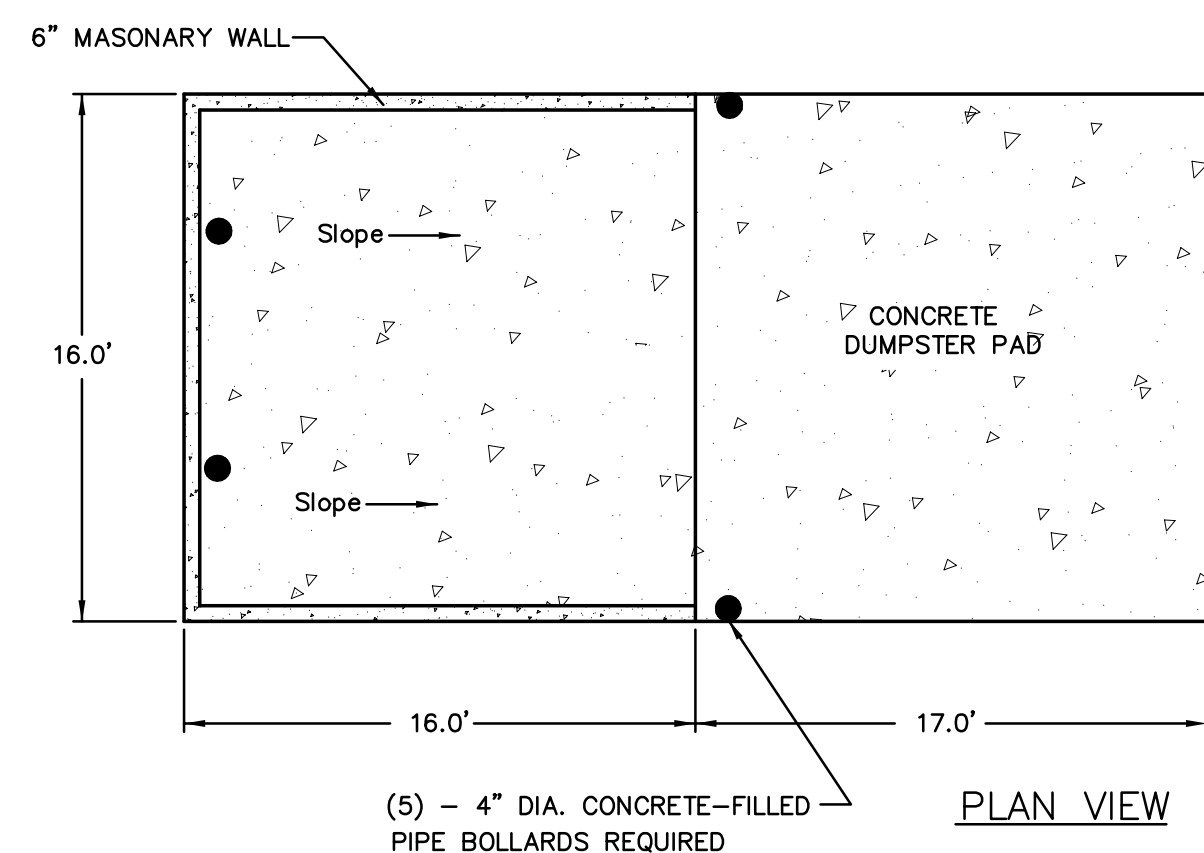 6” MASONARY WALL
Slope
16.0’
CONCRETE
DUMPSTER PAD
Slope
16.0’
17.0’
(5) – 4” DIA. CONCRETE–FILLED
PIPE BOLLARDS REQUIRED
PLAN VIEW